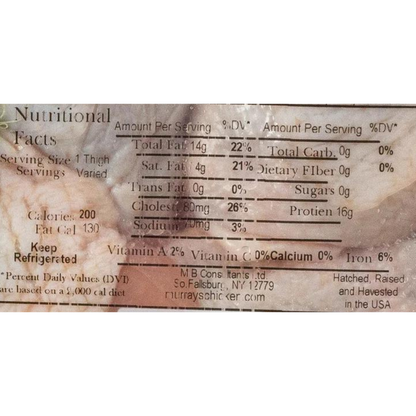 Nutritional
Facts
Serving Size 1 Thigh
Servings Varied
Calories 200
Fat Cal 130
Keep
Refrigerated
*Percent Daily Values (DV)
are based on a 2,000 cal diet
Amount Per Serving %DV*
Total Fat 14g 22%
Sat. Fat 4g 21%
Trans Fat 0g 0%
Cholest 80mg 26%
Sodium 3%
Amount Per Serving %DV*
Total Carb. 0g 0%
Dietary FIber 0g 0%
Sugars 0g
Protien 16g
Vitamin A 2% Vitamin C 0% Calcium 0% Iron 6%
M B Consultants Ltd
So Fallsburg, NY 12779
murrayschicken.com
Hatched, Raised
and Havested
in the USA